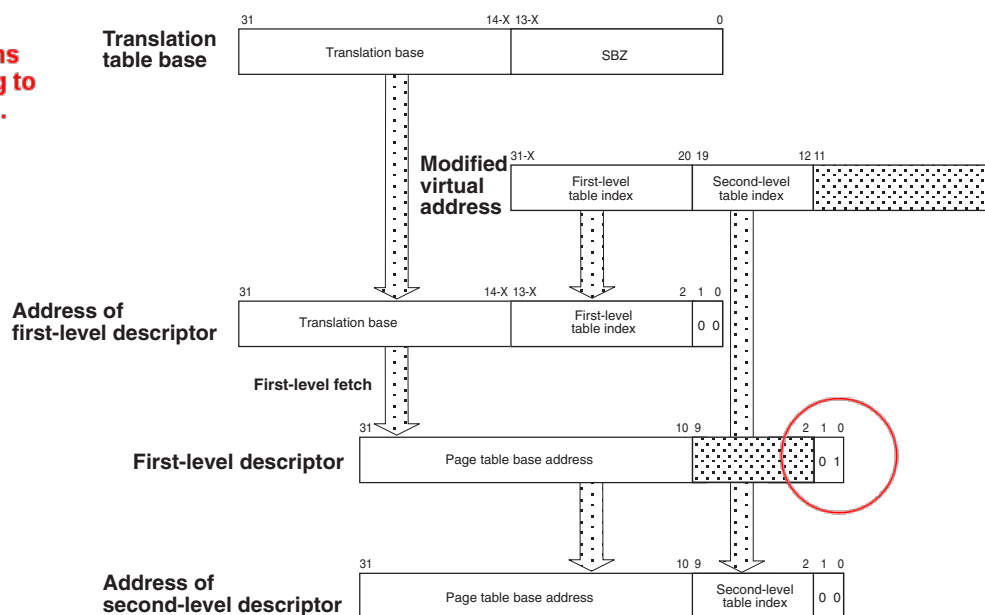 31 14-X 13-X 0
Translation
table base
Translation base SBZ
to
.
Modified
virtual
address
31-X 20 19 12 11
First-level
table index
Second-level
table index
31 14-X 13-X 2 1 0
Address of
first-level descriptor
Translation base
First-level
table index
0 0
First-level fetch
31 10 9 2 1 0
First-level descriptor
Page table base address
0 1
31 10 9 2 1 0
Address of
second-level descriptor
Page table base address
Second-level
table index
0 0